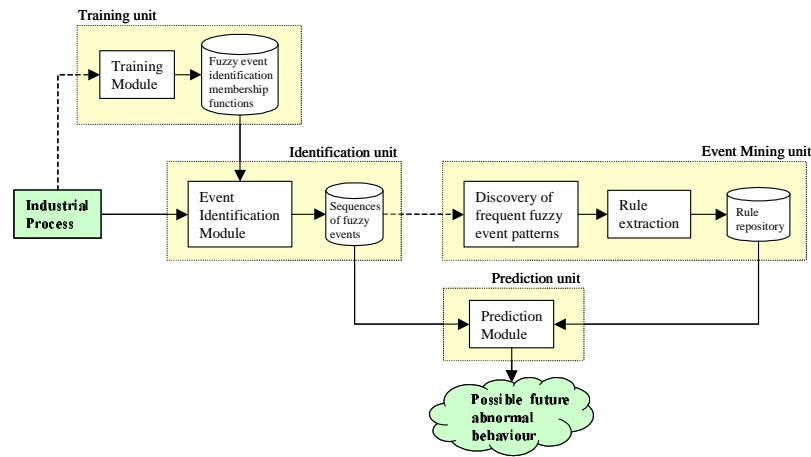 Training unit
Training
Module
Fuzzy event
identification
membership
functions
Identification unit
Event Mining unit
Industrial
Process
Event
Identification
Module
Sequences
of fuzzy
events
Discovery of
frequent fuzzy
event patterns
Rule
extraction
Rule
repository
Prediction unit
Prediction
Module
Possible future
abnormal
behaviour